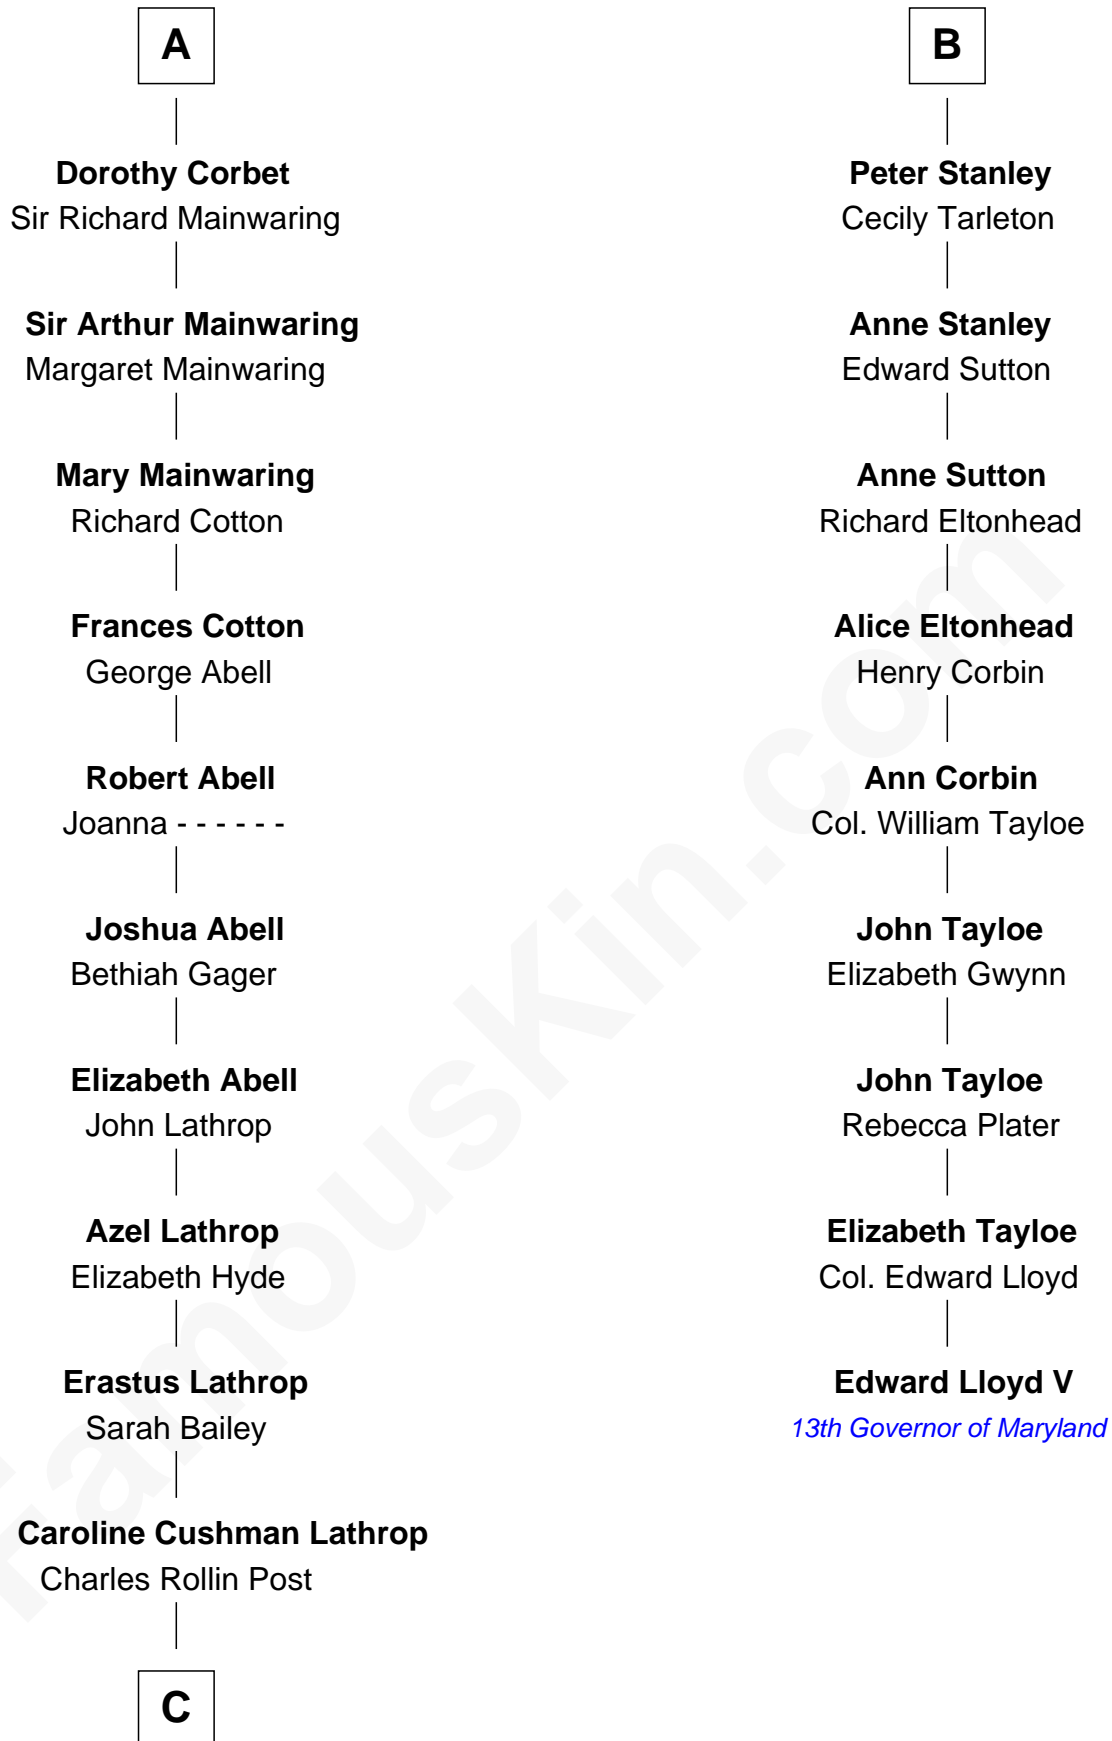 A
Dorothy Corbet
Sir Richard Mainwaring
Sir Arthur Mainwaring
Margaret Mainwaring
Mary Mainwaring
Richard Cotton
Frances Cotton
George Abell
Robert Abell
Joanna - - - - - -
Joshua Abell
Bethiah Gager
Elizabeth Abell
John Lathrop
Azel Lathrop
Elizabeth Hyde
Erastus Lathrop
Sarah Bailey
Caroline Cushman Lathrop
Charles Rollin Post
C
B
Peter Stanley
Cecily Tarleton
Anne Stanley
Edward Sutton
Anne Sutton
Richard Eltonhead
Alice Eltonhead
Henry Corbin
Ann Corbin
Col. William Tayloe
John Tayloe
Elizabeth Gwynn
John Tayloe
Rebecca Plater
Elizabeth Tayloe
Col. Edward Lloyd
Edward Lloyd V
13th Governor of Maryland
FamousKin.com